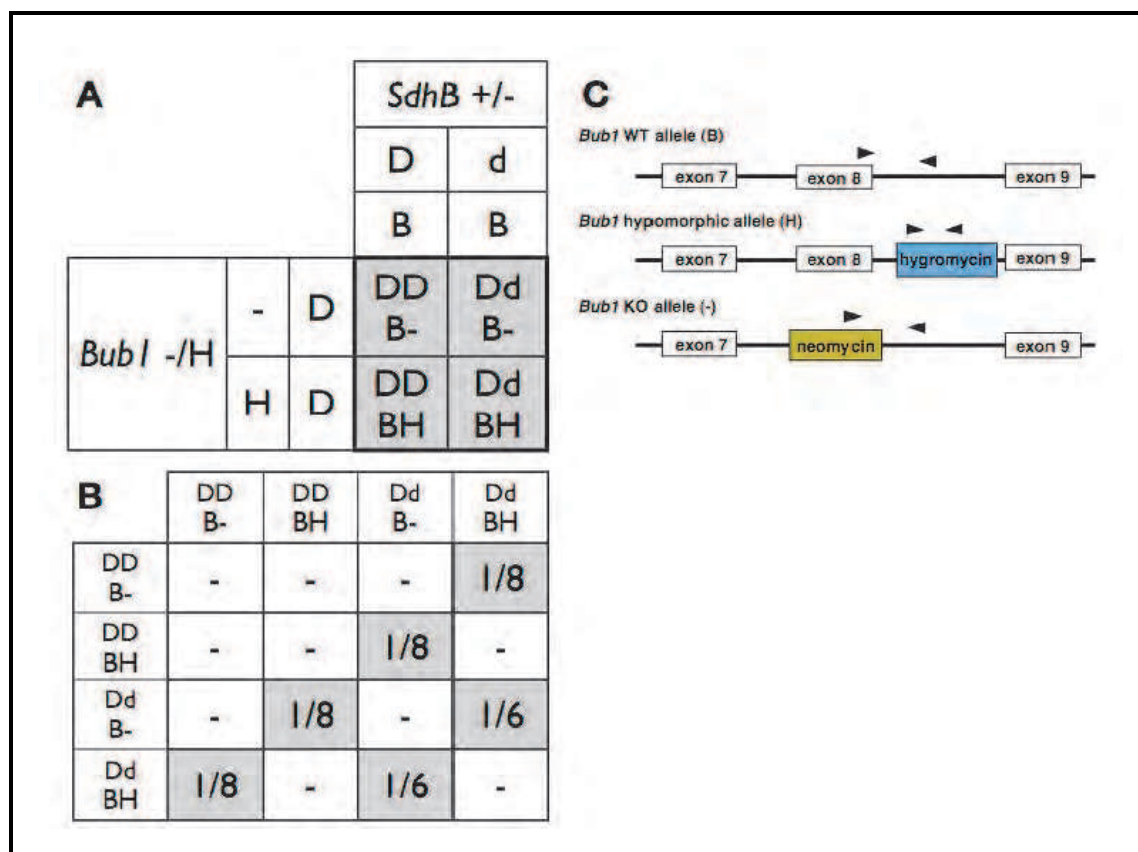 A
SdhB +/-
D d
B B
Bub1 -/H
- D DD B- Dd B-
H D DD BH Dd BH
B
DD B- DD BH Dd B- Dd BH
DD B- - - - 1/8
DD BH - - 1/8 -
Dd B- - 1/8 - 1/6
Dd BH 1/8 - 1/6 -
C
Bub1 WT allele (B)
exon 7 exon 8 exon 9
Bub1 hypomorphic allele (H)
exon 7 exon 8 hygromycin exon 9
Bub1 KO allele (-)
exon 7 neomycin exon 9